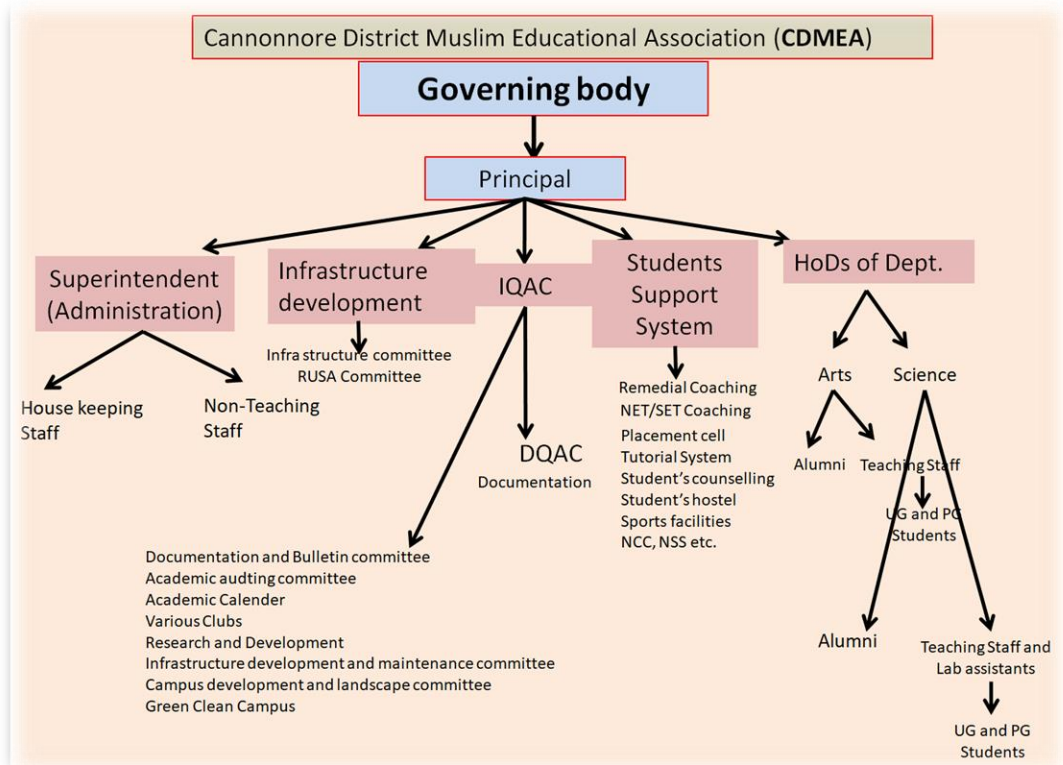 Cannonnore District Muslim Educational Association (CDMEA)
Governing body
Principal
Superintendent
(Administration)
House keeping
Staff
Non-Teaching
Staff
Infrastructure
development
Infra structure committee
RUSA Committee
IQAC
DQAC
Documentation
Documentation and Bulletin committee
Academic audting committee
Academic Calender
Various Clubs
Research and Development
Infrastructure development and maintenance committee
Campus development and landscape committee
Green Clean Campus
Students
Support
System
Remedial Coaching
NET/SET Coaching
Placement cell
Tutorial System
Student's counselling
Student's hostel
Sports facilities
NCC, NSS etc.
HoDs of Dept.
Arts
Science
Alumni
Teaching Staff
UG and PG
Students
Alumni
Teaching Staff and
Lab assistants
UG and PG
Students